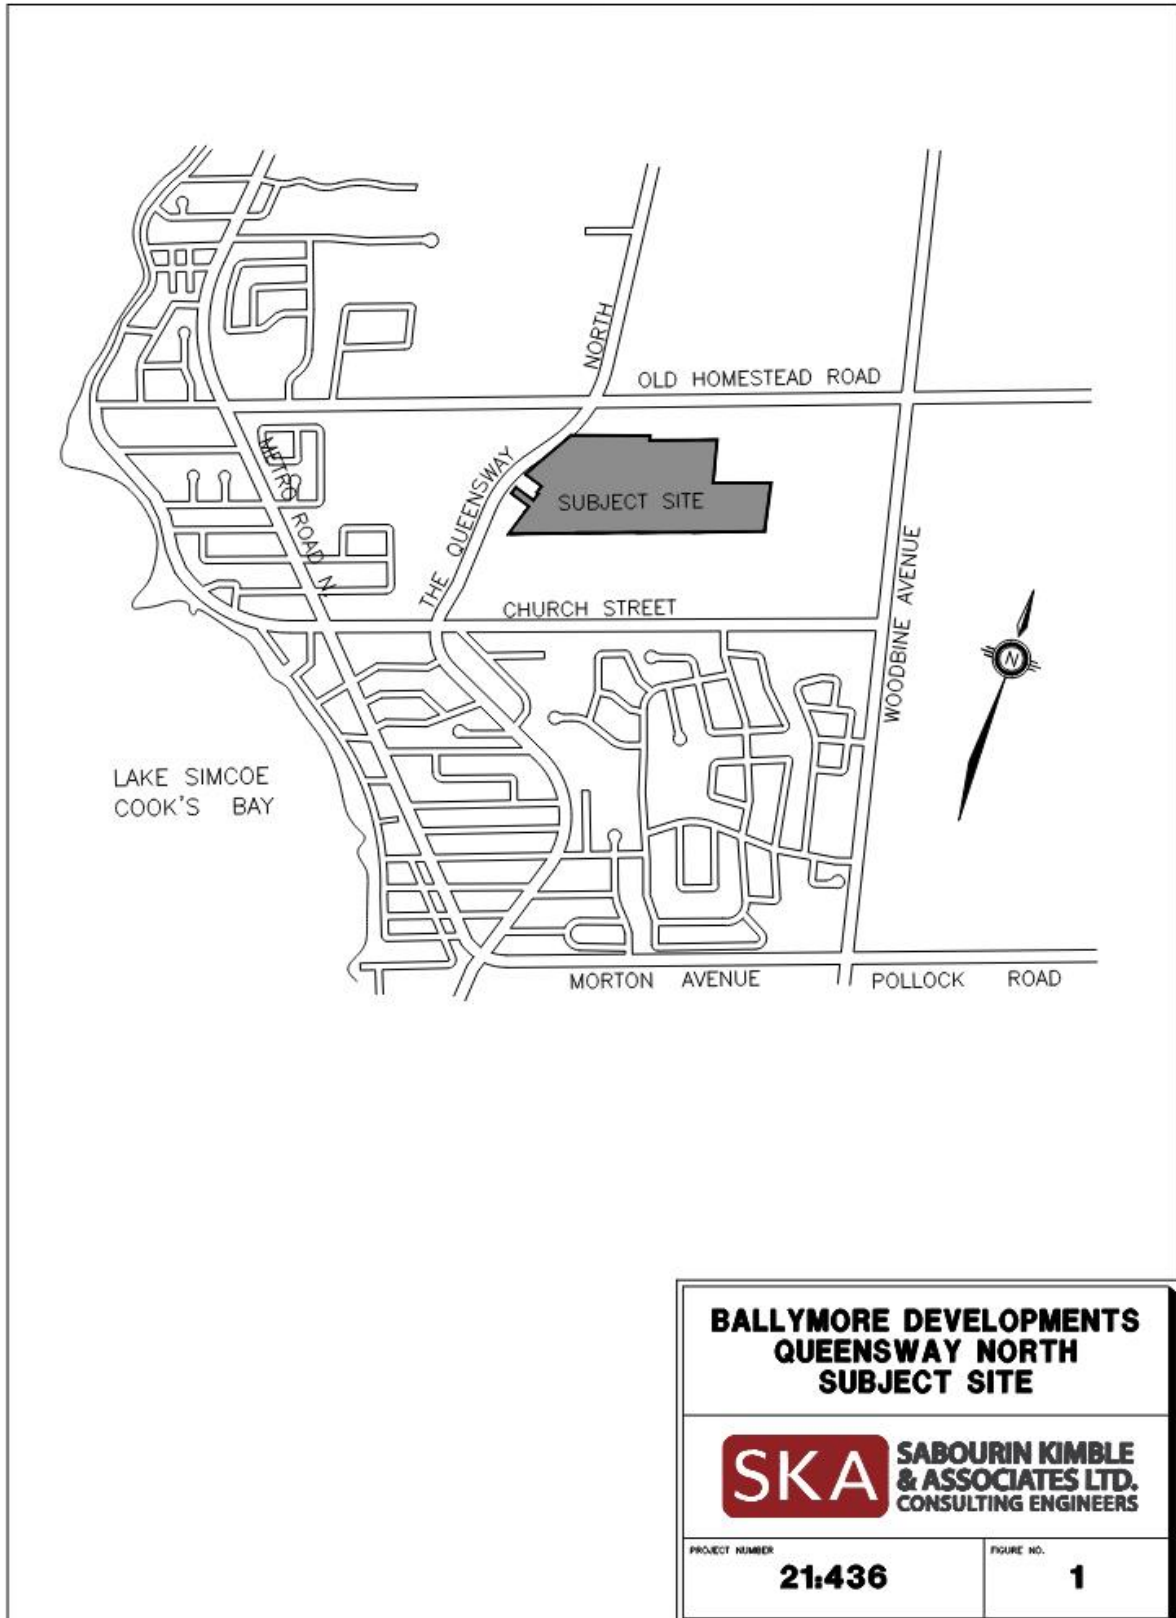 NORTH
OLD HOMESTEAD ROAD
METRO ROAD N.
THE QUEENSWAY
SUBJECT SITE
CHURCH STREET
WOODBINE AVENUE
N
LAKE SIMCOE
COOK'S BAY
MORTON AVENUE
POLLOCK ROAD
BALLYMORE DEVELOPMENTS
QUEENSWAY NORTH
SUBJECT SITE
SKA
SABOURIN KIMBLE
& ASSOCIATES LTD.
CONSULTING ENGINEERS
PROJECT NUMBER
21:436
FIGURE NO.
1